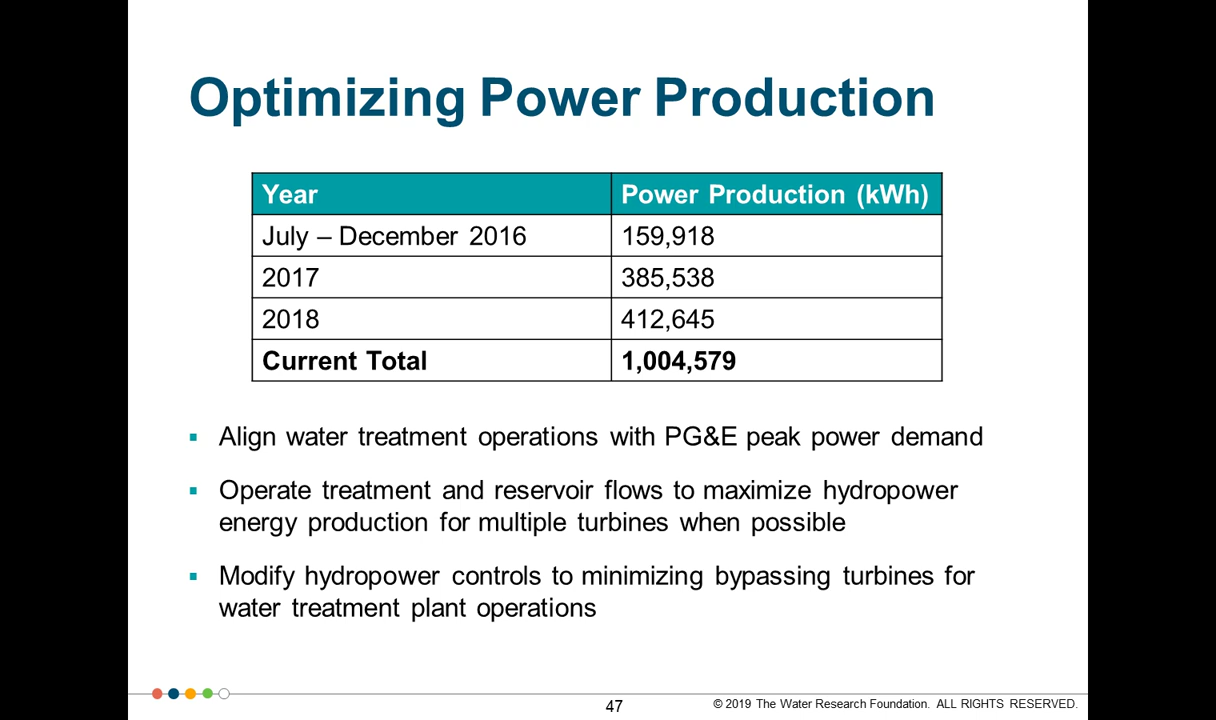 Optimizing Power Production
Year Power Production (kWh)
July – December 2016 159,918
2017 385,538
2018 412,645
Current Total 1,004,579
▪ Align water treatment operations with PG&E peak power demand
▪ Operate treatment and reservoir flows to maximize hydropower
energy production for multiple turbines when possible
▪ Modify hydropower controls to minimizing bypassing turbines for
water treatment plant operations
47
© 2019 The Water Research Foundation. ALL RIGHTS RESERVED.